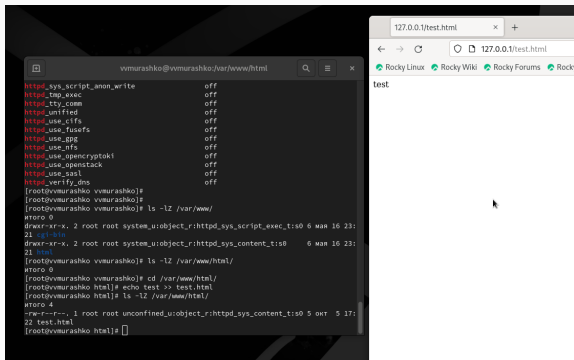 vvmurashko@vvmurashko:/var/www/html
httpd_sys_script_anon_write off
httpd_tmp_exec off
httpd_tty_comm off
httpd_unified off
httpd_use_cifs off
httpd_use_fusefs off
httpd_use_gpg off
httpd_use_nfs off
httpd_use_opencryptoki off
httpd_use_openstack off
httpd_use_sasl off
httpd_verify_dns off
[root@vvmurashko vvmurashko]#
[root@vvmurashko vvmurashko]#
[root@vvmurashko vvmurashko]# ls -lZ /var/www/
итого 0
drwxr-xr-x. 2 root root system_u:object_r:httpd_sys_script_exec_t:s0 6 мая 16 23:
21 cgi-bin
drwxr-xr-x. 2 root root system_u:object_r:httpd_sys_content_t:s0 6 мая 16 23:
21 html
[root@vvmurashko vvmurashko]# ls -lZ /var/www/html/
итого 0
[root@vvmurashko vvmurashko]# cd /var/www/html/
[root@vvmurashko html]# echo test >> test.html
[root@vvmurashko html]# ls -lZ /var/www/html/
итого 4
-rw-r--r--. 1 root root unconfined_u:object_r:httpd_sys_content_t:s0 5 окт 5 17:
22 test.html
[root@vvmurashko html]#
127.0.0.1/test.html
127.0.0.1/test.html
Rocky Linux Rocky Wiki Rocky Forums Rocky
test